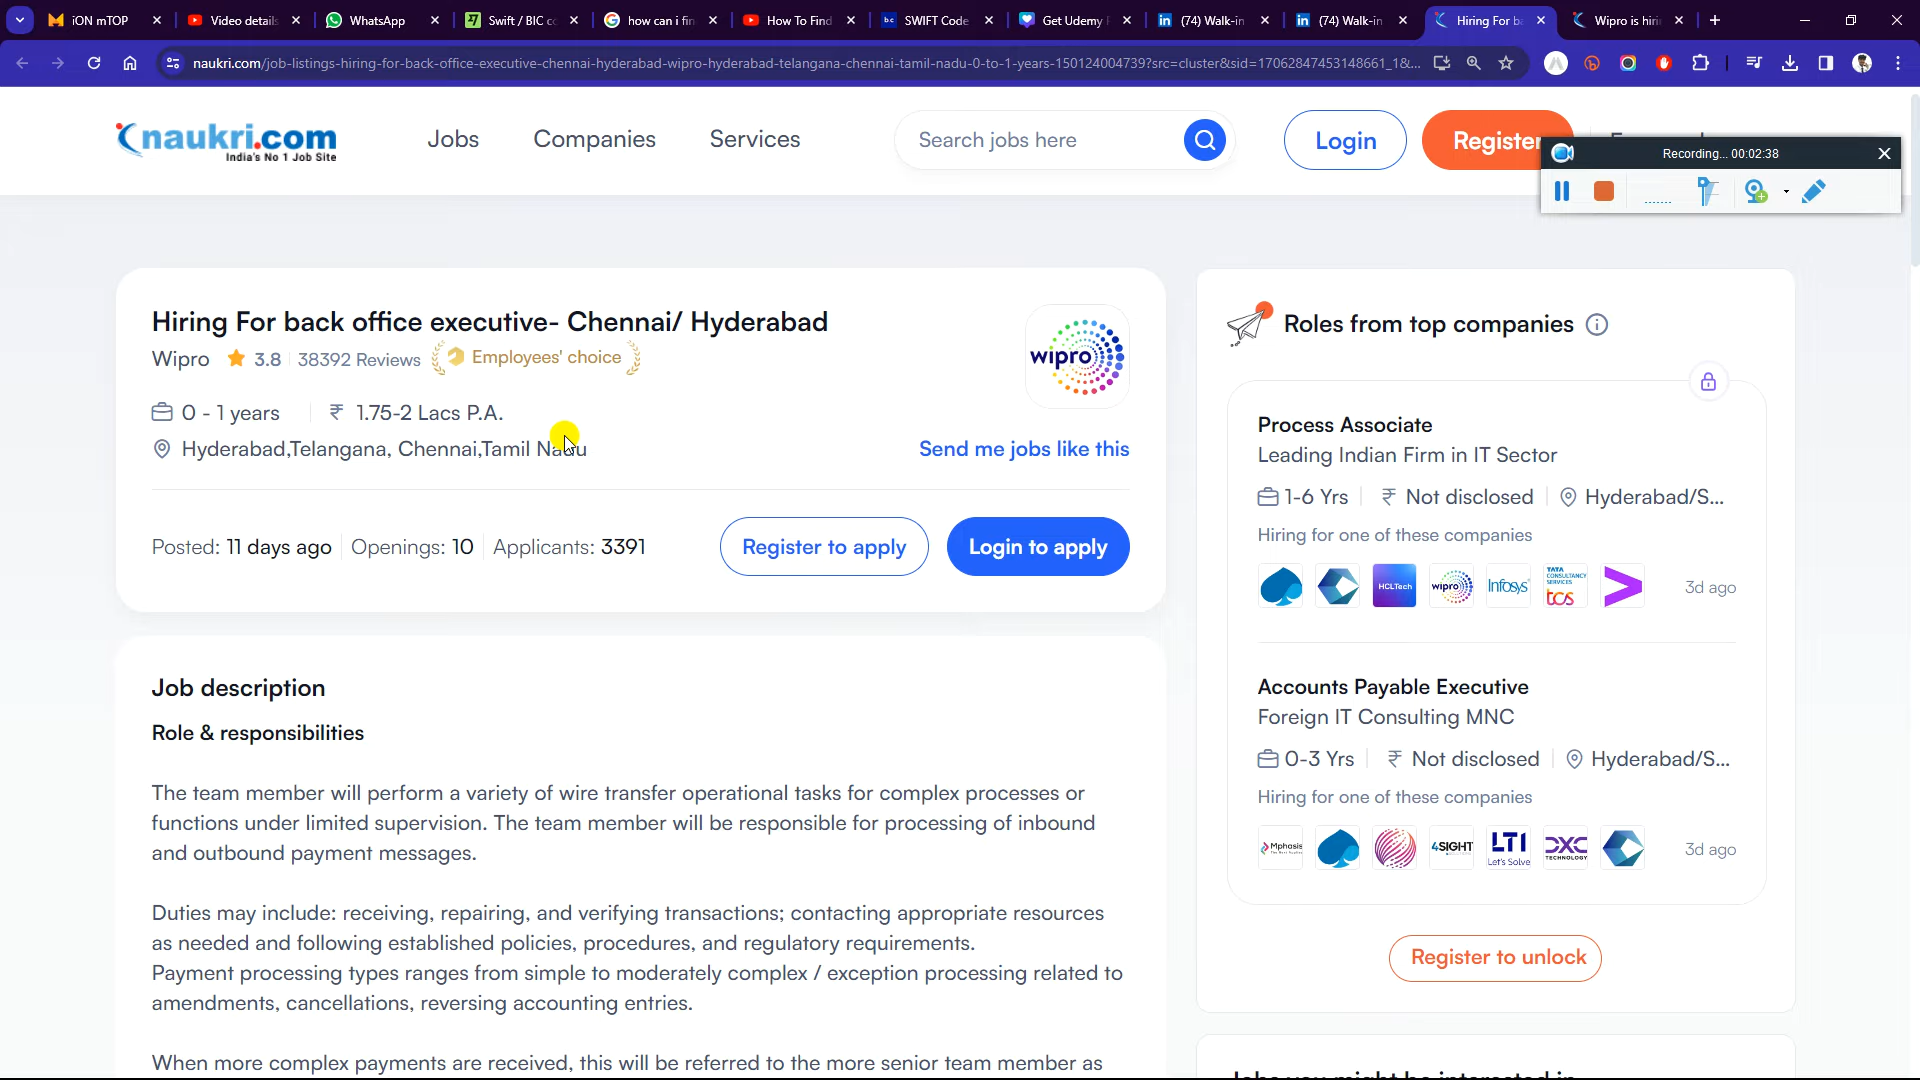 iON mTOP
Video details
WhatsApp
Swift / BIC co
how can i fin
How To Find
SWIFT Code
Get Udemy F
(74) Walk-in
(74) Walk-in
Hiring For ba
Wipro is hirin
naukri.com/job-listings-hiring-for-back-office-executive-chennai-hyderabad-wipro-hyderabad-telangana-chennai-tamil-nadu-0-to-1-years-150124004739?src=cluster&sid=17062847453148661_1&...
naukri.com
India's No 1 Job Site
Jobs
Companies
Services
Search jobs here
Login
Register
Recording... 00:02:38
Hiring For back office executive- Chennai/ Hyderabad
Wipro 3.8 38392 Reviews Employees' choice
wipro
0 - 1 years ₹ 1.75-2 Lacs P.A.
Hyderabad,Telangana, Chennai,Tamil Nadu
Send me jobs like this
Posted: 11 days ago Openings: 10 Applicants: 3391
Register to apply
Login to apply
Job description
Role & responsibilities
The team member will perform a variety of wire transfer operational tasks for complex processes or
functions under limited supervision. The team member will be responsible for processing of inbound
and outbound payment messages.
Duties may include: receiving, repairing, and verifying transactions; contacting appropriate resources
as needed and following established policies, procedures, and regulatory requirements.
Payment processing types ranges from simple to moderately complex / exception processing related to
amendments, cancellations, reversing accounting entries.
When more complex payments are received, this will be referred to the more senior team member as
Roles from top companies
Process Associate
Leading Indian Firm in IT Sector
1-6 Yrs ₹ Not disclosed Hyderabad/S...
Hiring for one of these companies
HCLTech
wipro
Infosys
TATA
CONSULTANCY
SERVICES
tcs
3d ago
Accounts Payable Executive
Foreign IT Consulting MNC
0-3 Yrs ₹ Not disclosed Hyderabad/S...
Hiring for one of these companies
Mphasis
4SIGHT
LTI
Let's Solve
DXC
TECHNOLOGY
3d ago
Register to unlock
Jobs you might be interested in